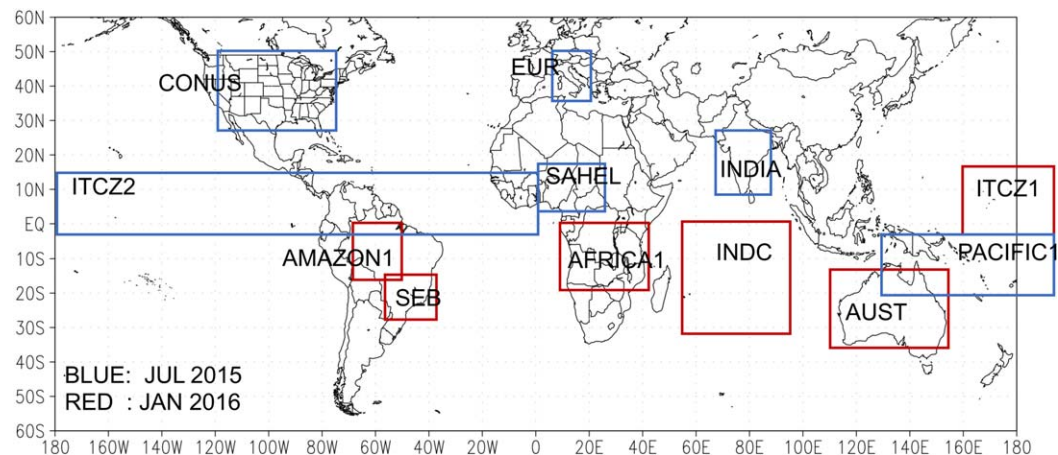 60N
50N
EUR
CONUS
40N
30N
20N
INDIA
SAHEL
ITCZ2
ITCZ1
10N
EQ
AMAZON1
AFRICA1
INDC
PACIFIC1
10S
20S
SEB
AUST
30S
40S
BLUE: JUL 2015
50S
RED : JAN 2016
60S
180 160W 140W 120W 100W 80W 60W 40W 20W 0 20E 40E 60E 80E 100E 120E 140E 160E 180